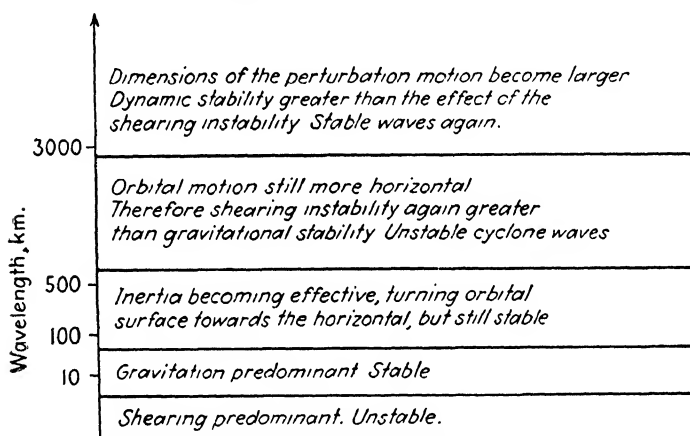 Dimensions of the perturbation motion become larger
Dynamic stability greater than the effect of the
shearing instability Stable waves again.
3000
Orbital motion still more horizontal
Therefore shearing instability again greater
than gravitational stability Unstable cyclone waves
Wavelength, km.
500
Inertia becoming effective, turning orbital
surface towards the horizontal, but still stable
100
10
Gravitation predominant Stable
Shearing predominant. Unstable.